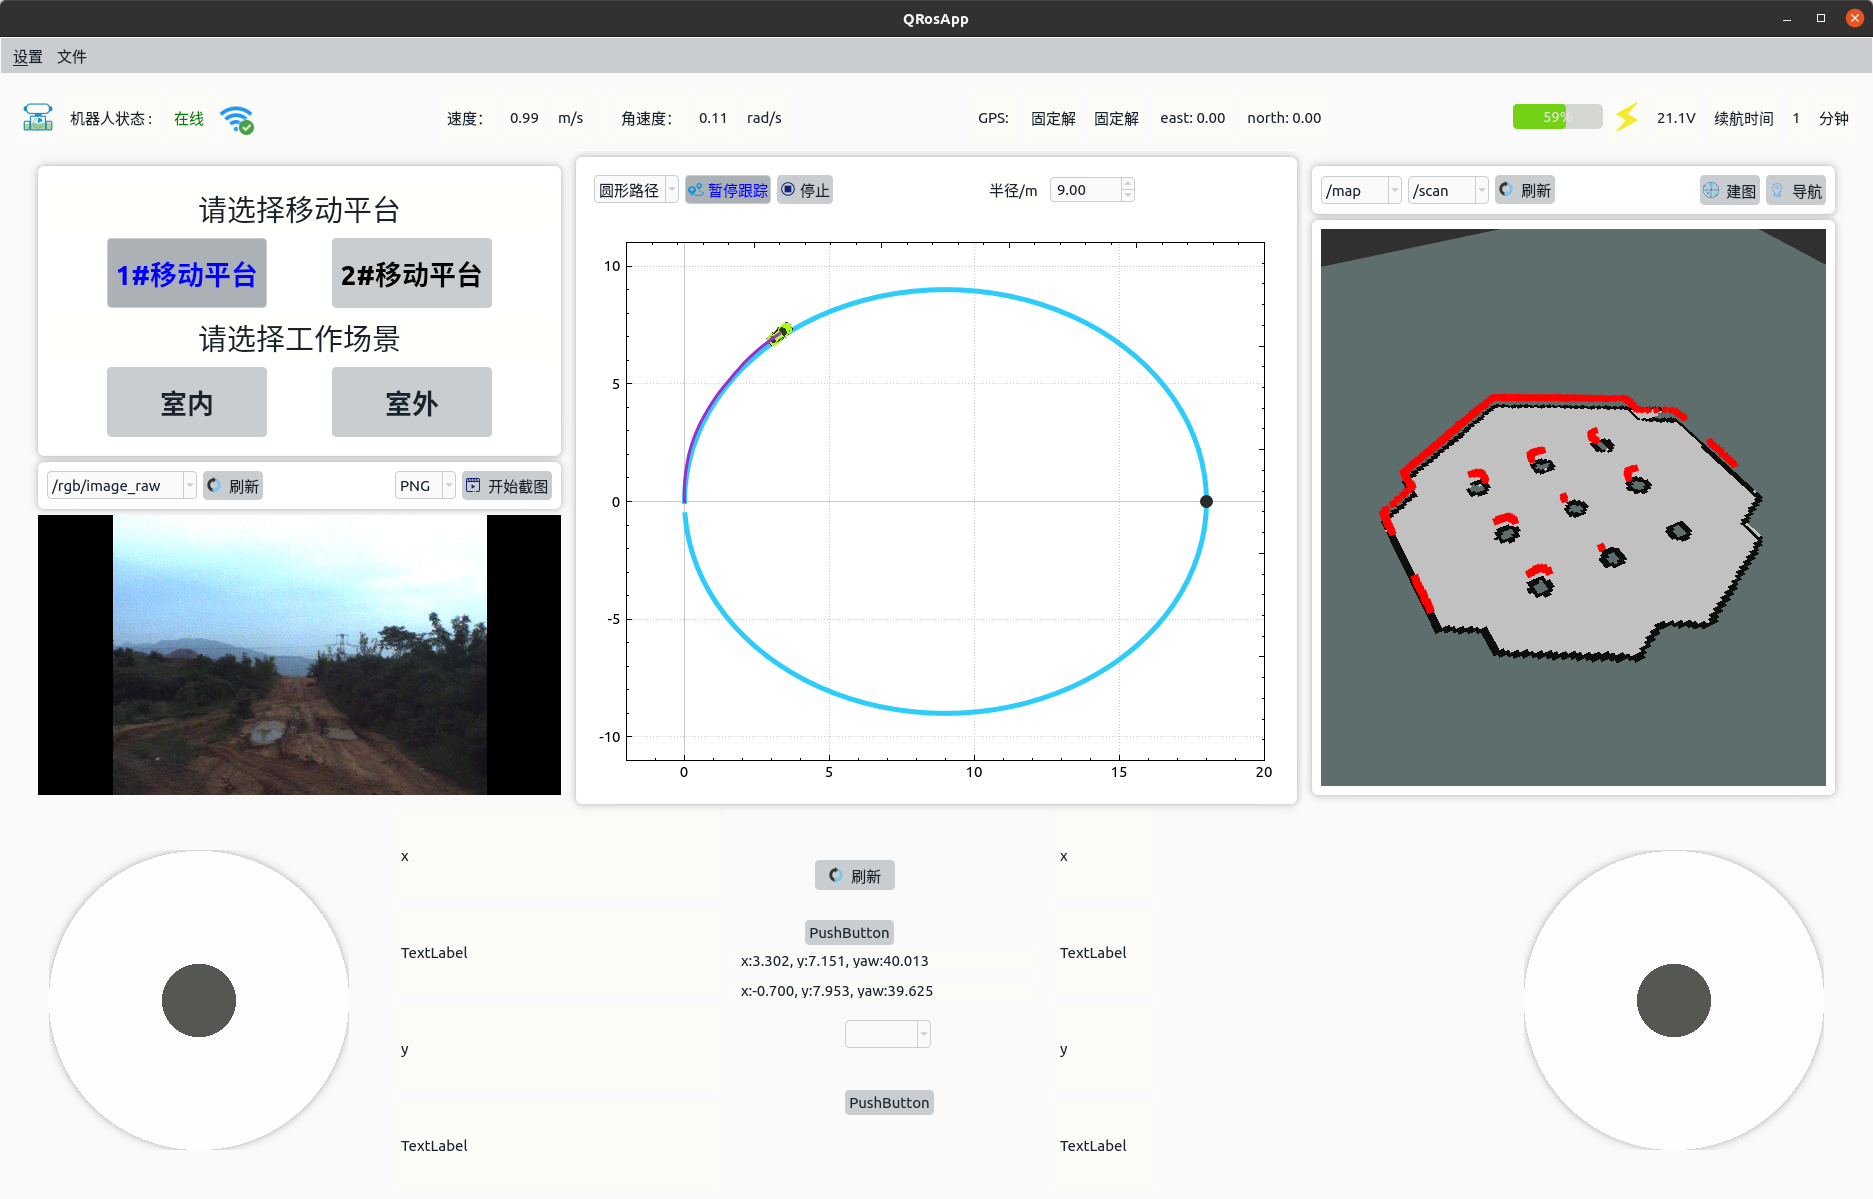 QRosApp
设置 文件
机器人状态： 在线 速度： 0.99 m/s 角速度： 0.11 rad/s GPS: 固定解 固定解 east: 0.00 north: 0.00 59% 21.1V 续航时间 1 分钟
请选择移动平台
1#移动平台 2#移动平台
请选择工作场景
室内 室外
/rgb/image_raw 刷新 PNG 开始截图
圆形路径 暂停跟踪 停止 半径/m 9.00
10
5
0
-5
-10
0 5 10 15 20
/map /scan 刷新 建图 导航
x
TextLabel
y
TextLabel
刷新
PushButton
x:3.302, y:7.151, yaw:40.013
x:-0.700, y:7.953, yaw:39.625
PushButton
x
TextLabel
y
TextLabel